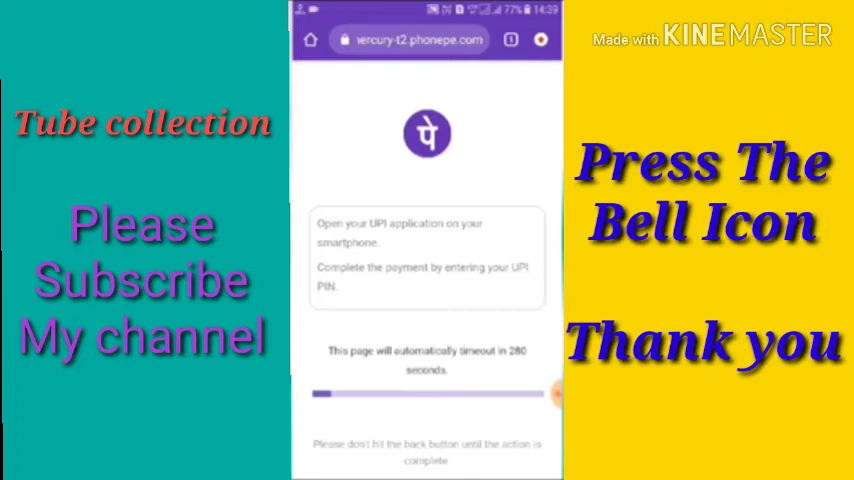 77% 14:39
ercury-t2.phonepe.com
1
Made with KINEMASTER
पे
Tube collection
Please
Subscribe
My channel
Open your UPI application on your
smartphone.
Complete the payment by entering your UPI
PIN.
This page will automatically timeout in 280
seconds.
Please don't hit the back button until the action is
complete
Press The
Bell Icon
Thank you